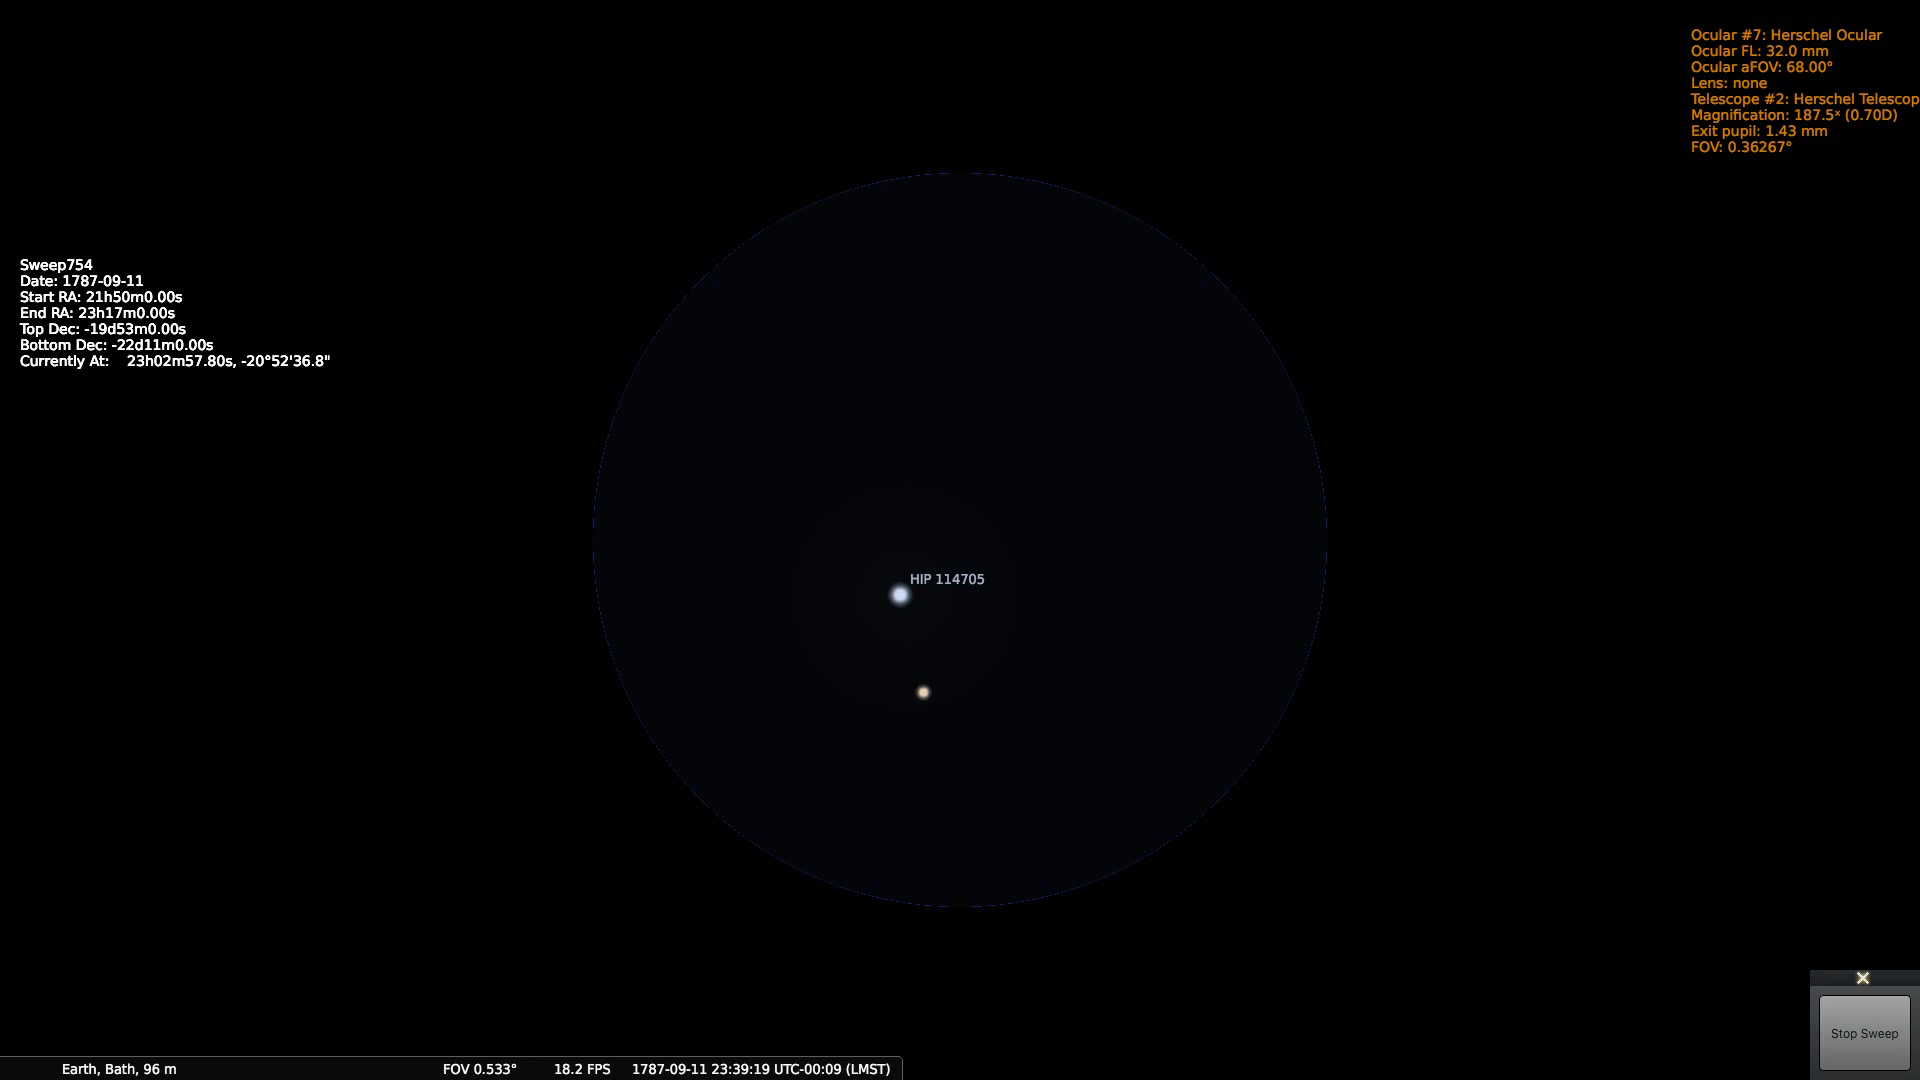 Ocular #7: Herschel Ocular
Ocular FL: 32.0 mm
Ocular aFOV: 68.00°
Lens: none
Telescope #2: Herschel Telescop
Magnification: 187.5ˣ (0.70D)
Exit pupil: 1.43 mm
FOV: 0.36267°
Sweep754
Date: 1787-09-11
Start RA: 21h50m0.00s
End RA: 23h17m0.00s
Top Dec: -19d53m0.00s
Bottom Dec: -22d11m0.00s
Currently At: 23h02m57.80s, -20°52'36.8"
HIP 114705
Stop Sweep
Earth, Bath, 96 m FOV 0.533° 18.2 FPS 1787-09-11 23:39:19 UTC-00:09 (LMST)